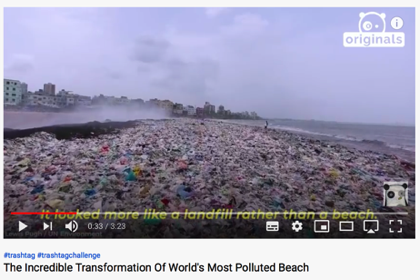 originals
It looked more like a landfill rather than a beach.
0:33 / 3:23
#trashtag #trashtagchallenge
The Incredible Transformation Of World's Most Polluted Beach